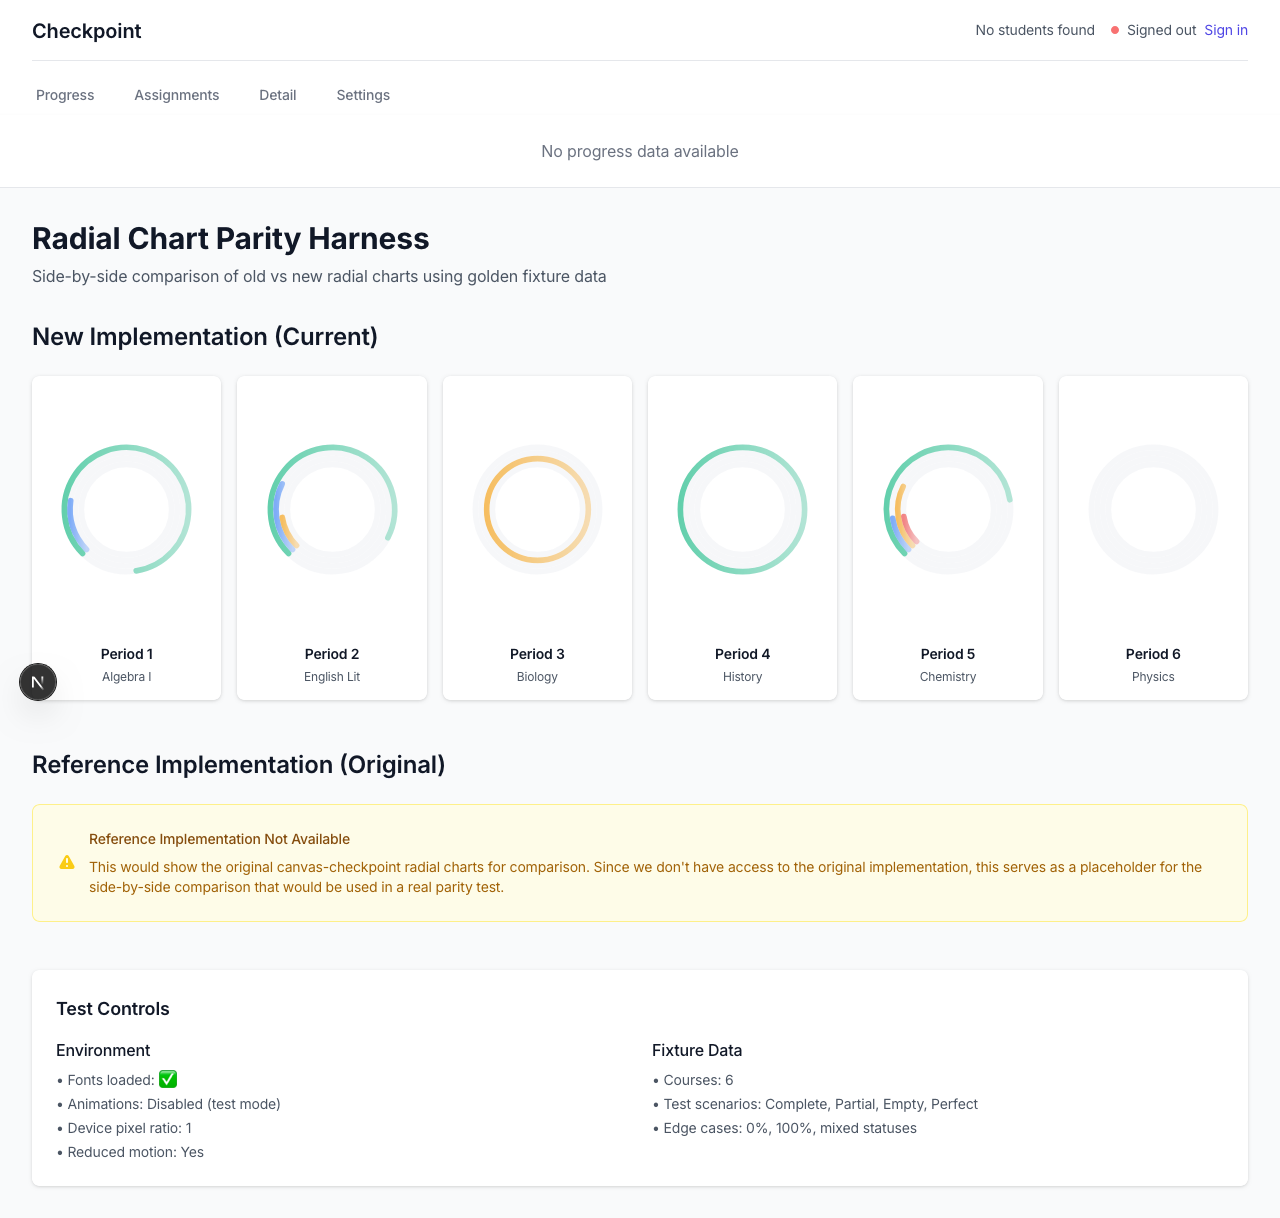 Checkpoint
No students found Signed out Sign in
Progress Assignments Detail Settings
No progress data available
Radial Chart Parity Harness
Side-by-side comparison of old vs new radial charts using golden fixture data
New Implementation (Current)
Period 1 Period 2 Period 3 Period 4 Period 5 Period 6
Algebra I English Lit Biology History Chemistry Physics
N
Reference Implementation (Original)
Reference Implementation Not Available
This would show the original canvas-checkpoint radial charts for comparison. Since we don't have access to the original implementation, this serves as a placeholder for the
side-by-side comparison that would be used in a real parity test.
Test Controls
Environment
• Fonts loaded: ✅
• Animations: Disabled (test mode)
• Device pixel ratio: 1
• Reduced motion: Yes
Fixture Data
• Courses: 6
• Test scenarios: Complete, Partial, Empty, Perfect
• Edge cases: 0%, 100%, mixed statuses